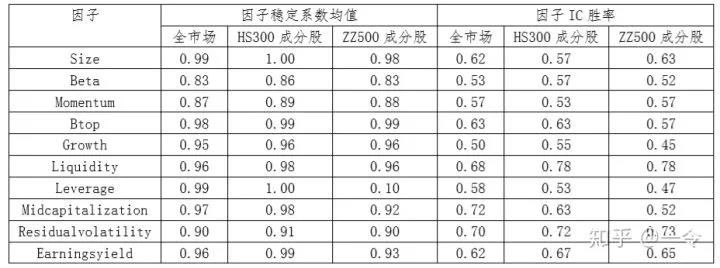 因子 因子稳定系数均值 因子 IC 胜率
全市场 HS300 成分股 ZZ500 成分股 全市场 HS300 成分股 ZZ500 成分股
Size 0.99 1.00 0.98 0.62 0.57 0.63
Beta 0.83 0.86 0.83 0.53 0.57 0.52
Momentum 0.87 0.89 0.88 0.57 0.53 0.57
Btop 0.98 0.99 0.99 0.63 0.63 0.57
Growth 0.95 0.96 0.96 0.50 0.55 0.45
Liquidity 0.96 0.98 0.96 0.68 0.78 0.78
Leverage 0.99 1.00 0.10 0.58 0.53 0.47
Midcapitalization 0.97 0.98 0.92 0.72 0.63 0.52
Residualvolatility 0.90 0.91 0.90 0.70 0.72 0.73
Earningsyield 0.96 0.99 0.93 0.62 0.67 0.65
知乎 @一令